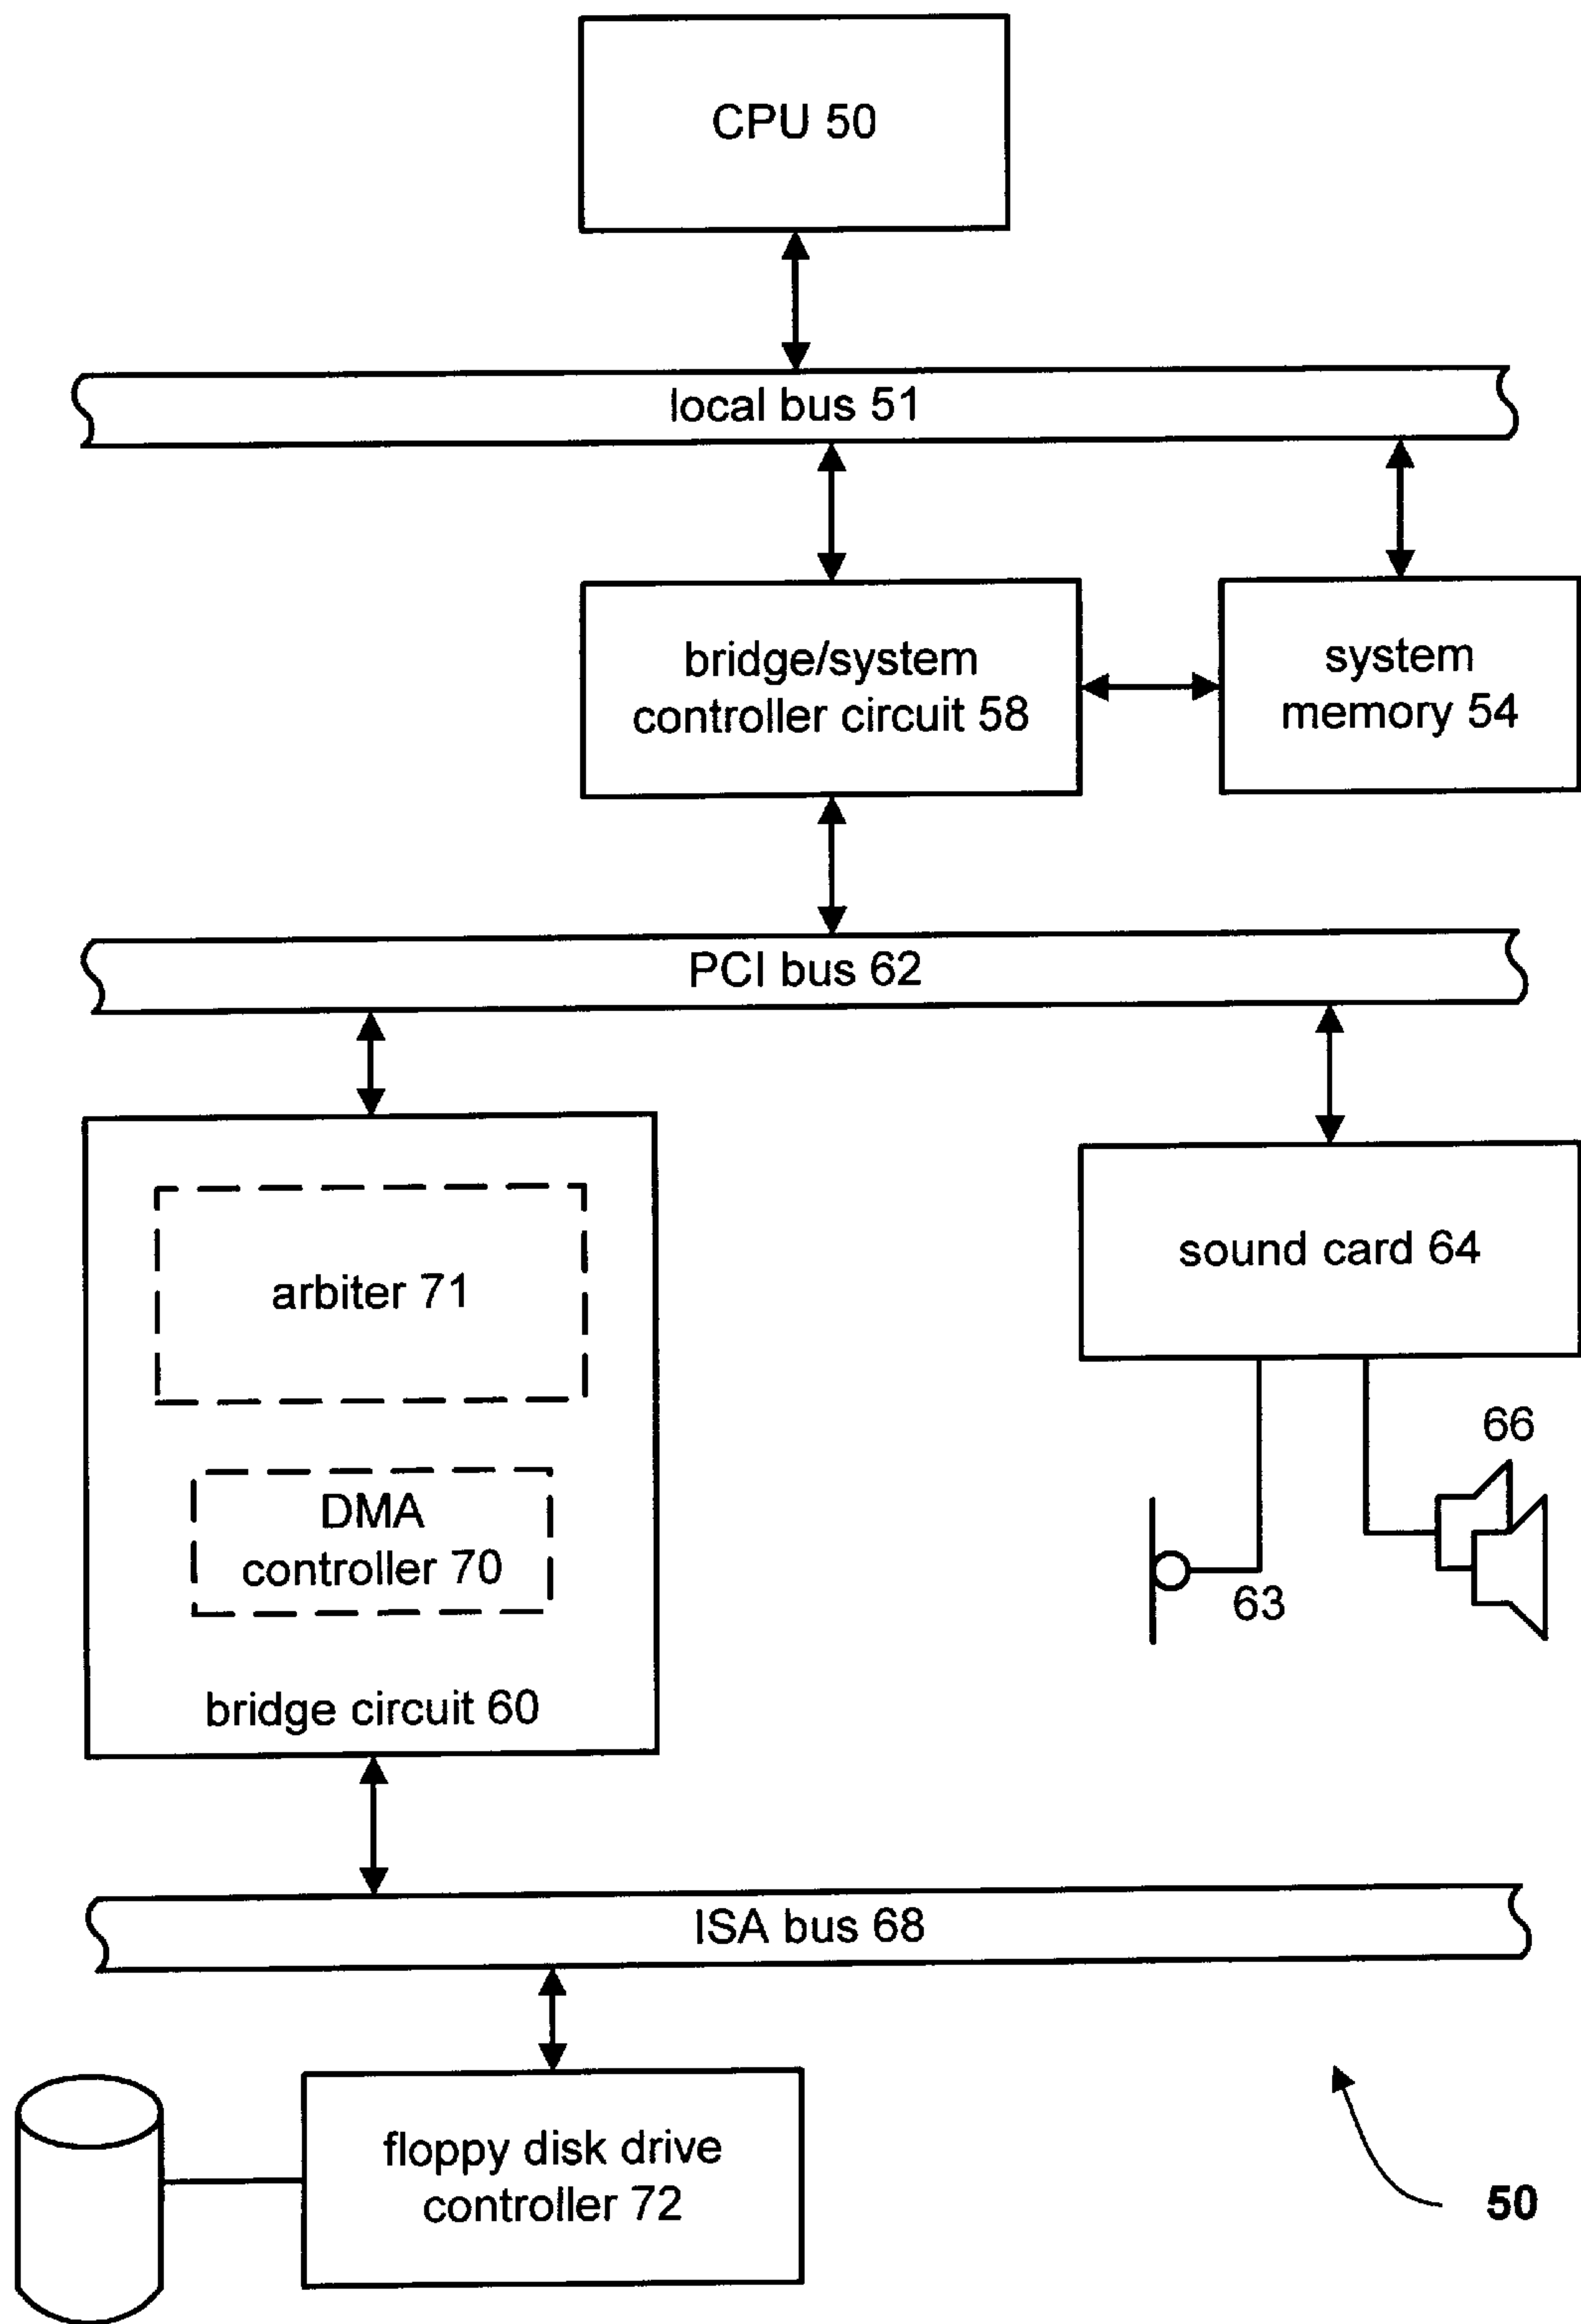 CPU 50
local bus 51
bridge/system
controller circuit 58
system
memory 54
PCI bus 62
arbiter 71
DMA
controller 70
bridge circuit 60
sound card 64
66
63
ISA bus 68
floppy disk drive
controller 72
50